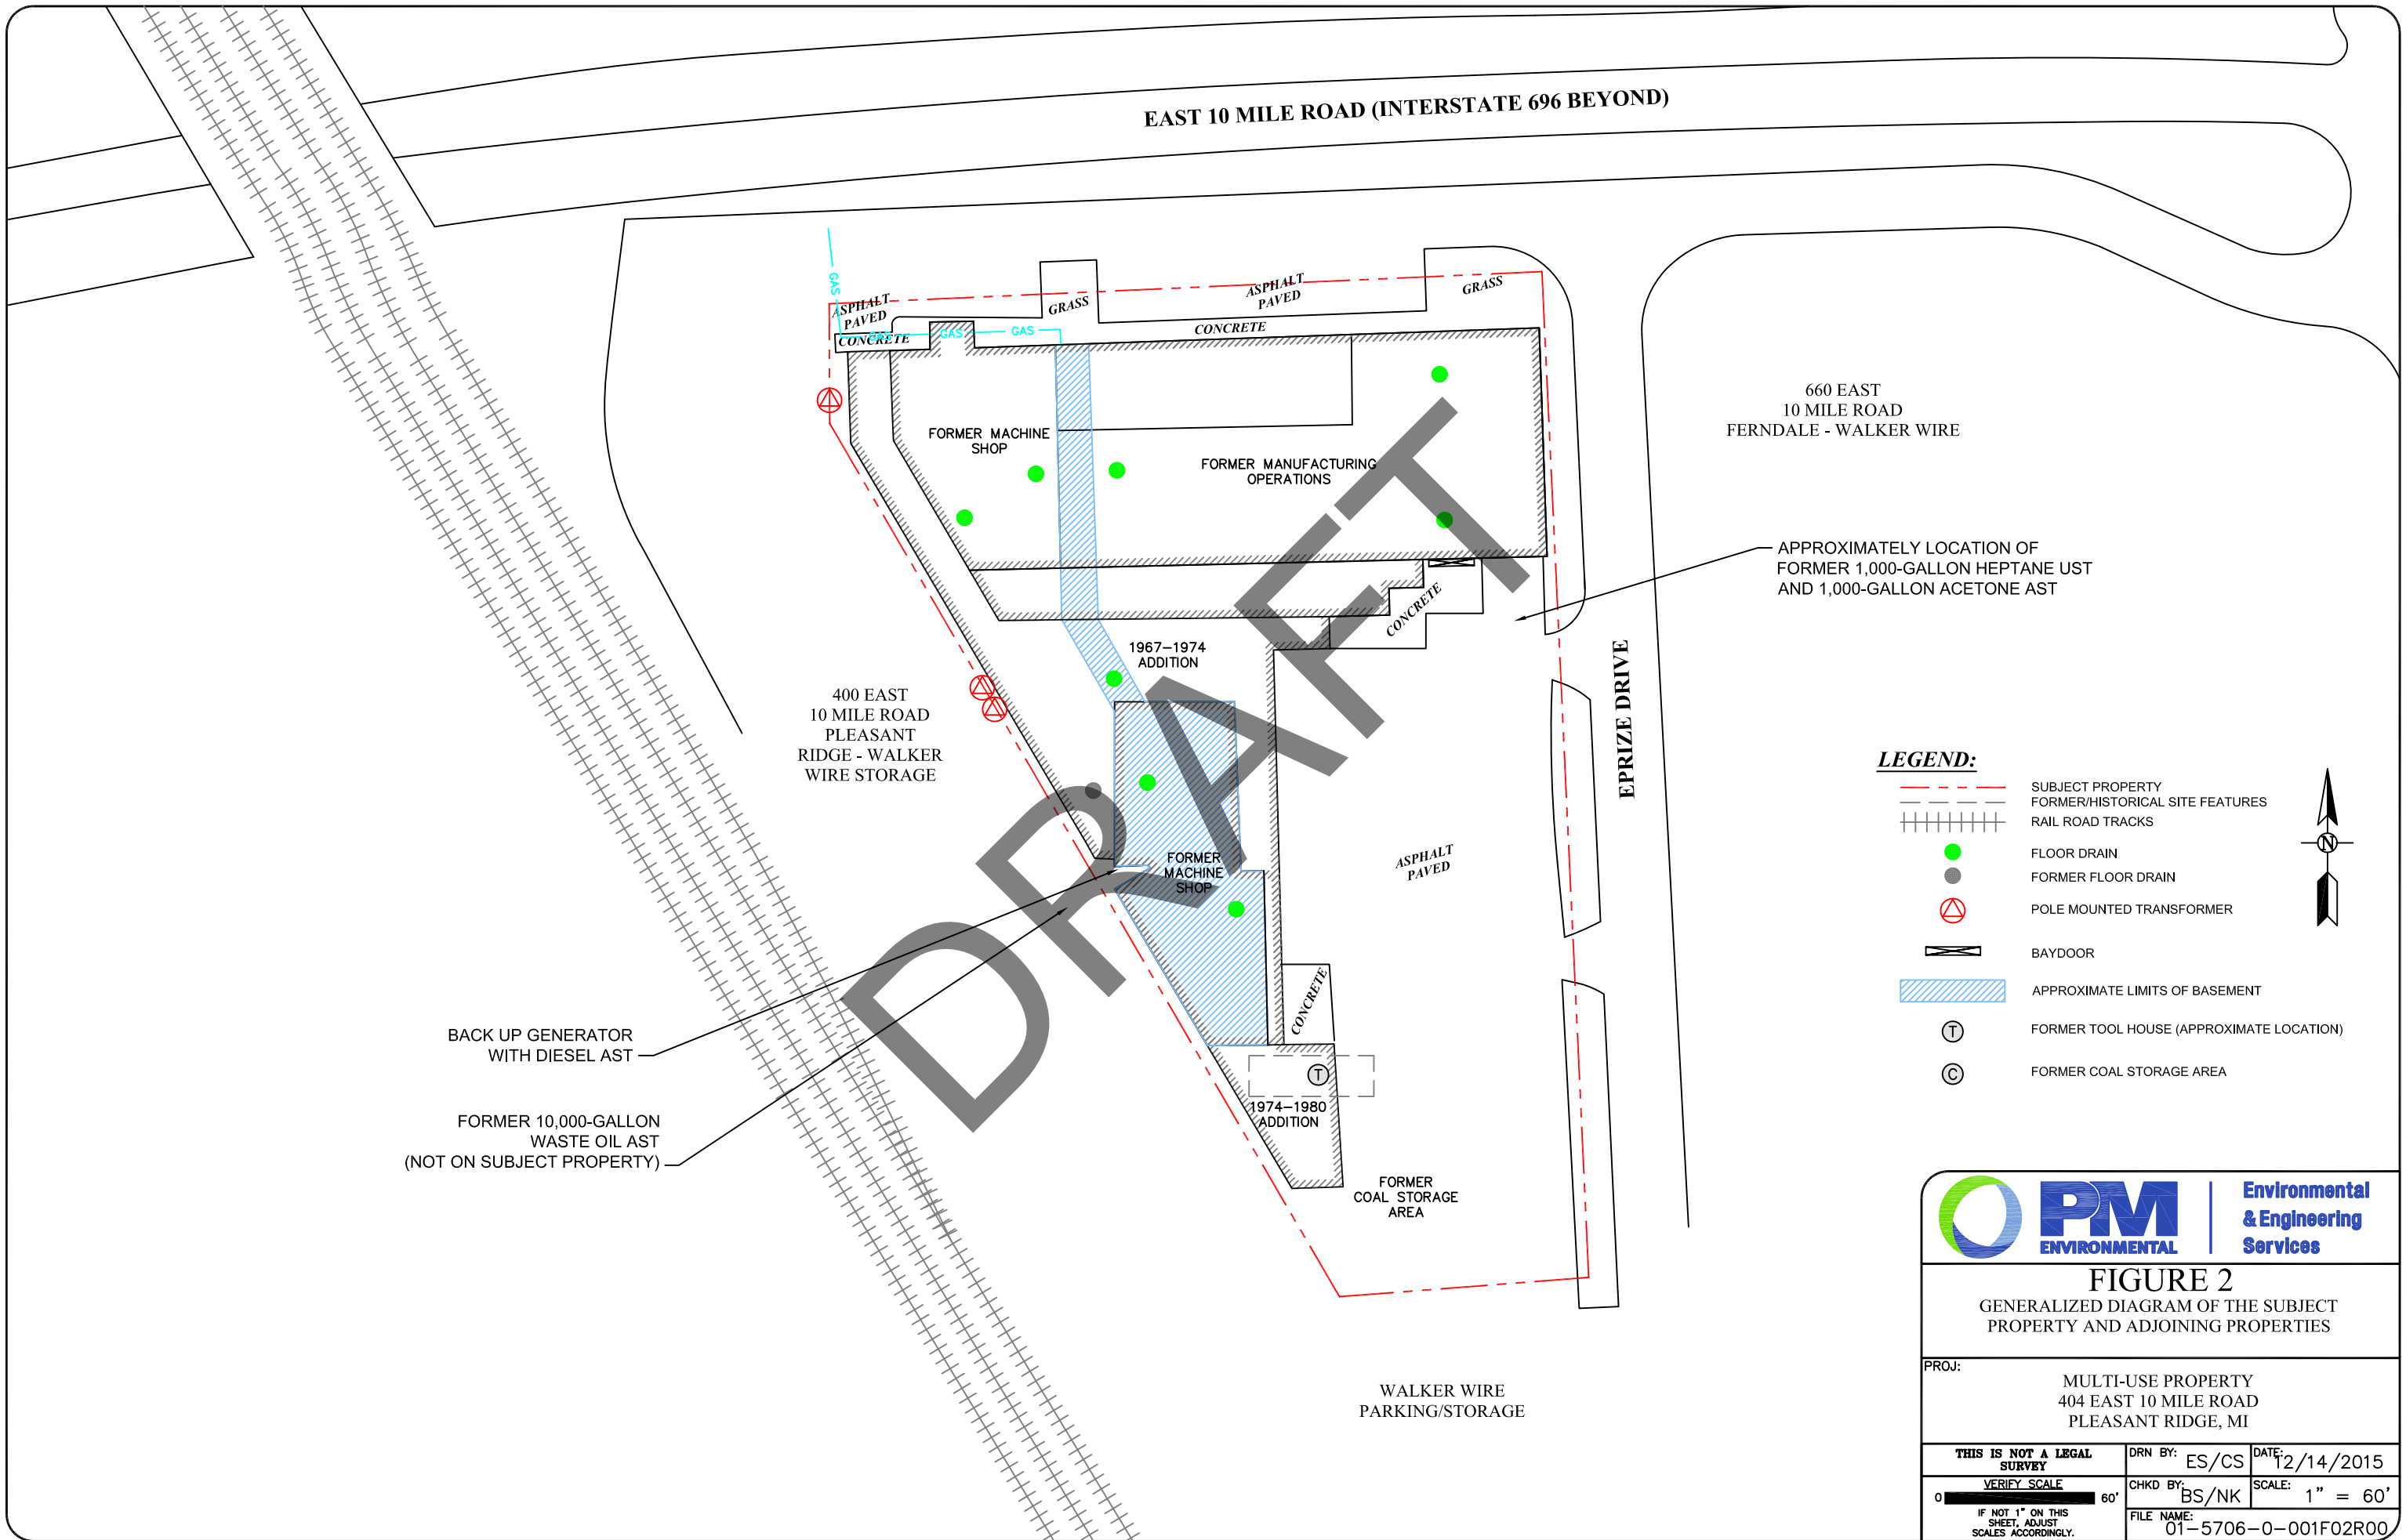 EAST 10 MILE ROAD (INTERSTATE 696 BEYOND)
GAS
ASPHALT
PAVED
GRASS
ASPHALT
PAVED
GRASS
CONCRETE
GAS
GAS
GAS
CONCRETE
660 EAST
10 MILE ROAD
FERNDALE - WALKER WIRE
FORMER MACHINE
SHOP
FORMER MANUFACTURING
OPERATIONS
APPROXIMATELY LOCATION OF
FORMER 1,000-GALLON HEPTANE UST
AND 1,000-GALLON ACETONE AST
CONCRETE
1967-1974
ADDITION
EPRIZE DRIVE
400 EAST
10 MILE ROAD
PLEASANT
RIDGE - WALKER
WIRE STORAGE
DRAFT
FORMER
MACHINE
SHOP
ASPHALT
PAVED
CONCRETE
BACK UP GENERATOR
WITH DIESEL AST
FORMER 10,000-GALLON
WASTE OIL AST
(NOT ON SUBJECT PROPERTY)
T
1974-1980
ADDITION
FORMER
COAL STORAGE
AREA
WALKER WIRE
PARKING/STORAGE
LEGEND:
SUBJECT PROPERTY
FORMER/HISTORICAL SITE FEATURES
RAIL ROAD TRACKS
FLOOR DRAIN
FORMER FLOOR DRAIN
POLE MOUNTED TRANSFORMER
BAYDOOR
APPROXIMATE LIMITS OF BASEMENT
T FORMER TOOL HOUSE (APPROXIMATE LOCATION)
C FORMER COAL STORAGE AREA
N
PM
ENVIRONMENTAL
Environmental
& Engineering
Services
FIGURE 2
GENERALIZED DIAGRAM OF THE SUBJECT
PROPERTY AND ADJOINING PROPERTIES
PROJ:
MULTI-USE PROPERTY
404 EAST 10 MILE ROAD
PLEASANT RIDGE, MI
THIS IS NOT A LEGAL
SURVEY
DRN BY: ES/CS
DATE: 12/14/2015
VERIFY SCALE
0 60'
IF NOT 1" ON THIS
SHEET, ADJUST
SCALES ACCORDINGLY.
CHKD BY: BS/NK
SCALE: 1" = 60'
FILE NAME:
01-5706-0-001F02R00